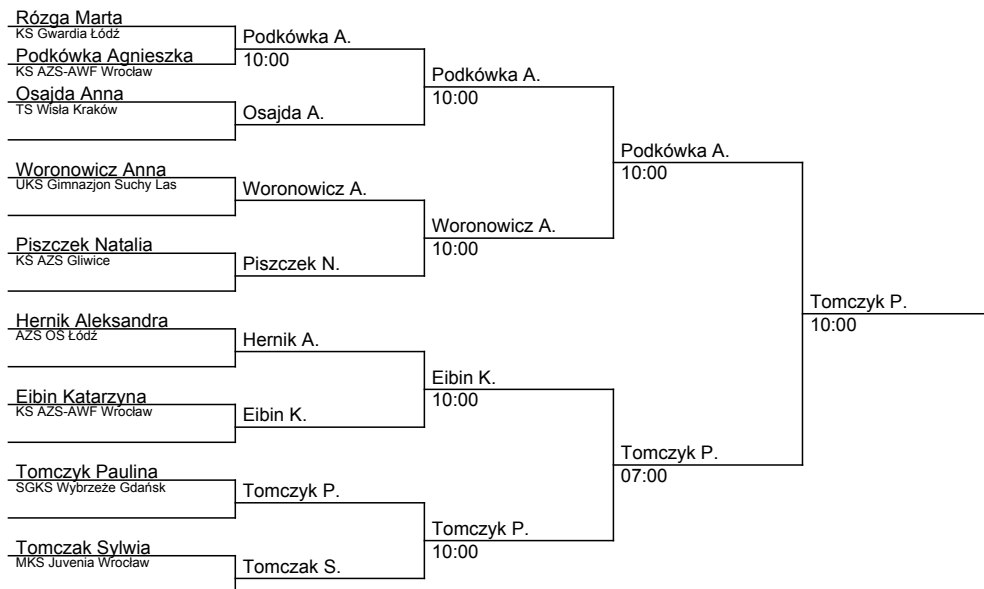 Rózga Marta
KS Gwardia Łódź
Podkówka Agnieszka
KS AZS-AWF Wrocław
Osajda Anna
TS Wisła Kraków
Woronowicz Anna
UKS Gimnazjon Suchy Las
Piszczek Natalia
KS AZS Gliwice
Hernik Aleksandra
AZS OŚ Łódź
Eibin Katarzyna
KS AZS-AWF Wrocław
Tomczyk Paulina
SGKS Wybrzeże Gdańsk
Tomczak Sylwia
MKS Juvenia Wrocław
Podkówka A.
10:00
Osajda A.
Woronowicz A.
Piszczek N.
Hernik A.
Eibin K.
Tomczyk P.
Tomczak S.
Podkówka A.
10:00
Woronowicz A.
10:00
Eibin K.
10:00
Tomczyk P.
10:00
Podkówka A.
10:00
Tomczyk P.
07:00
Tomczyk P.
10:00